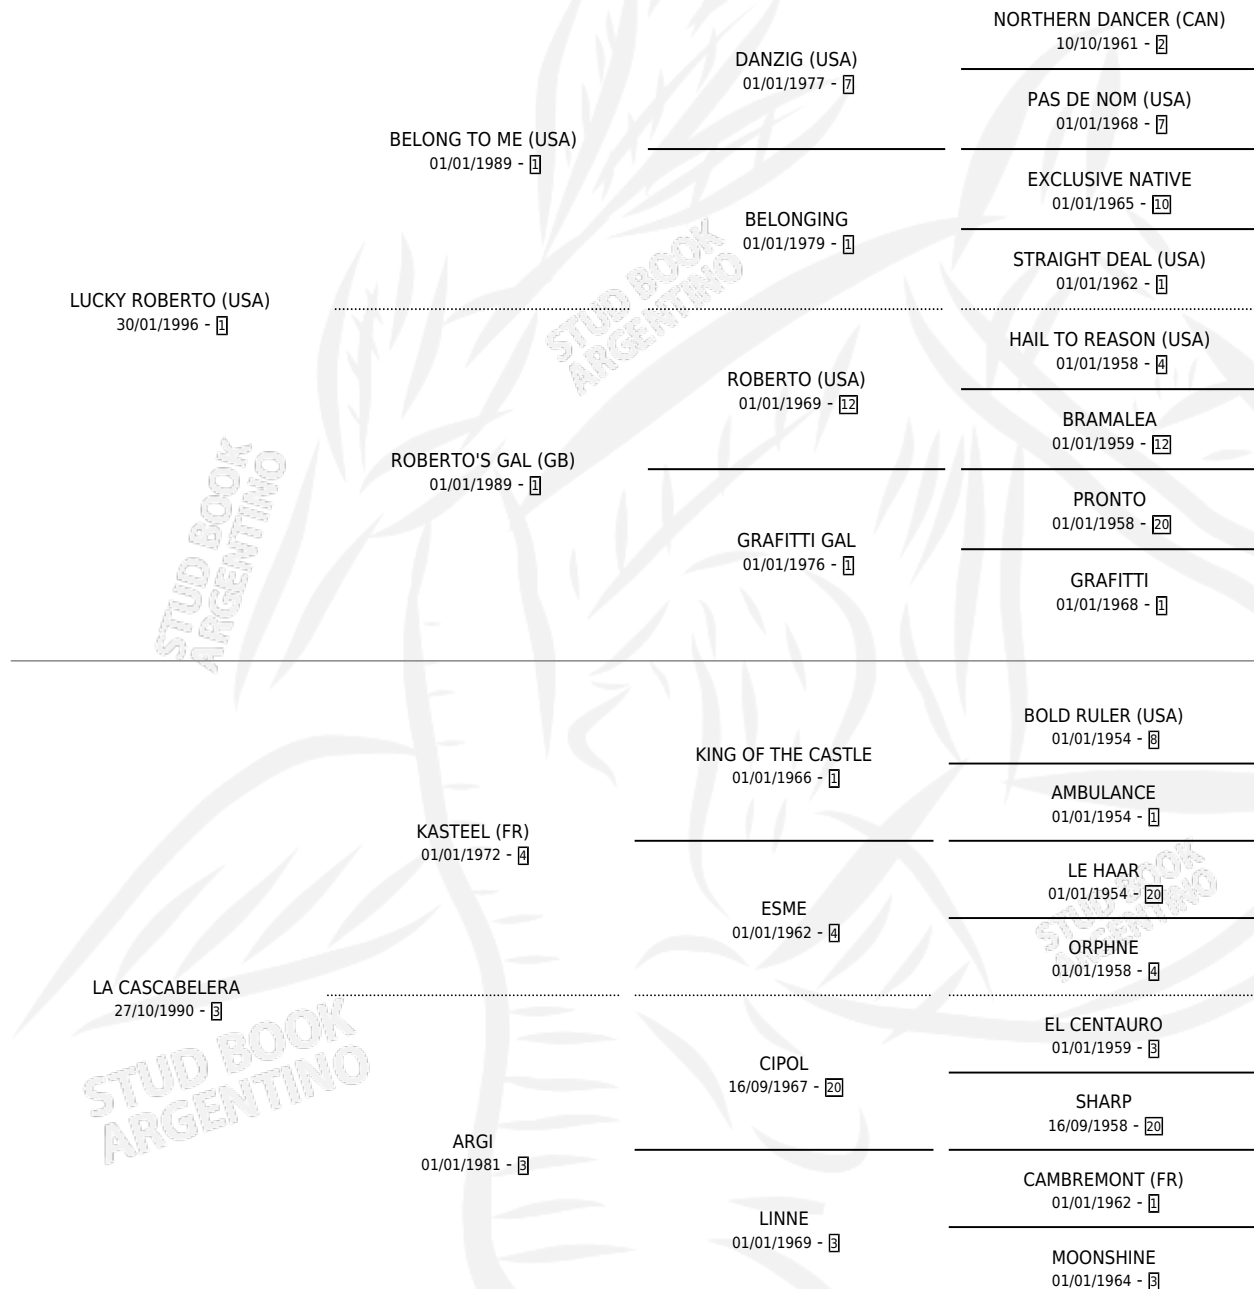 NORTHERN DANCER (CAN)
10/10/1961 - 2
DANZIG (USA)
01/01/1977 - 7
PAS DE NOM (USA)
01/01/1968 - 7
BELONG TO ME (USA)
01/01/1989 - 1
EXCLUSIVE NATIVE
01/01/1965 - 10
BELONGING
01/01/1979 - 1
STRAIGHT DEAL (USA)
01/01/1962 - 1
LUCKY ROBERTO (USA)
30/01/1996 - 1
HAIL TO REASON (USA)
01/01/1958 - 4
ROBERTO (USA)
01/01/1969 - 12
BRAMALEA
01/01/1959 - 12
ROBERTO'S GAL (GB)
01/01/1989 - 1
PRONTO
01/01/1958 - 20
GRAFITTI GAL
01/01/1976 - 1
GRAFITTI
01/01/1968 - 1
STUD BOOK
ARGENTINO
STUD BOOK
ARGENTINO
BOLD RULER (USA)
01/01/1954 - 8
KING OF THE CASTLE
01/01/1966 - 1
AMBULANCE
01/01/1954 - 1
KASTEEL (FR)
01/01/1972 - 4
LE HAAR
01/01/1954 - 20
ESME
01/01/1962 - 4
ORPHNE
01/01/1958 - 4
LA CASCABELERA
27/10/1990 - 3
EL CENTAURO
01/01/1959 - 3
CIPOL
16/09/1967 - 20
SHARP
16/09/1958 - 20
ARGI
01/01/1981 - 3
CAMBREMONT (FR)
01/01/1962 - 1
LINNE
01/01/1969 - 3
MOONSHINE
01/01/1964 - 3
STUD BOOK
ARGENTINO
STUD BOOK
ARGENTINO